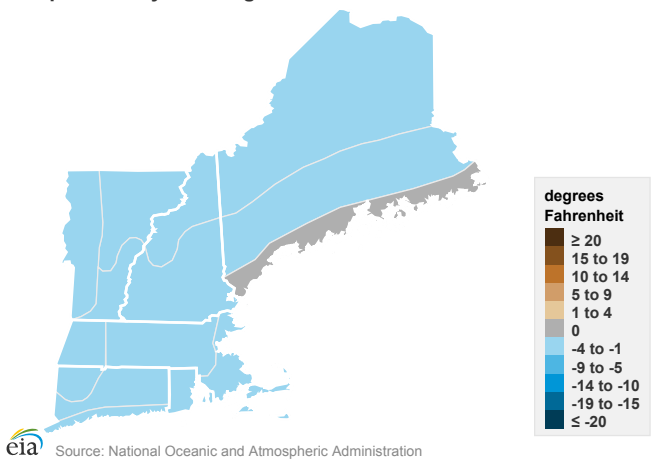 degrees
Fahrenheit
≥ 20
15 to 19
10 to 14
5 to 9
1 to 4
0
-4 to -1
-9 to -5
-14 to -10
-19 to -15
≤ -20
eia
Source: National Oceanic and Atmospheric Administration